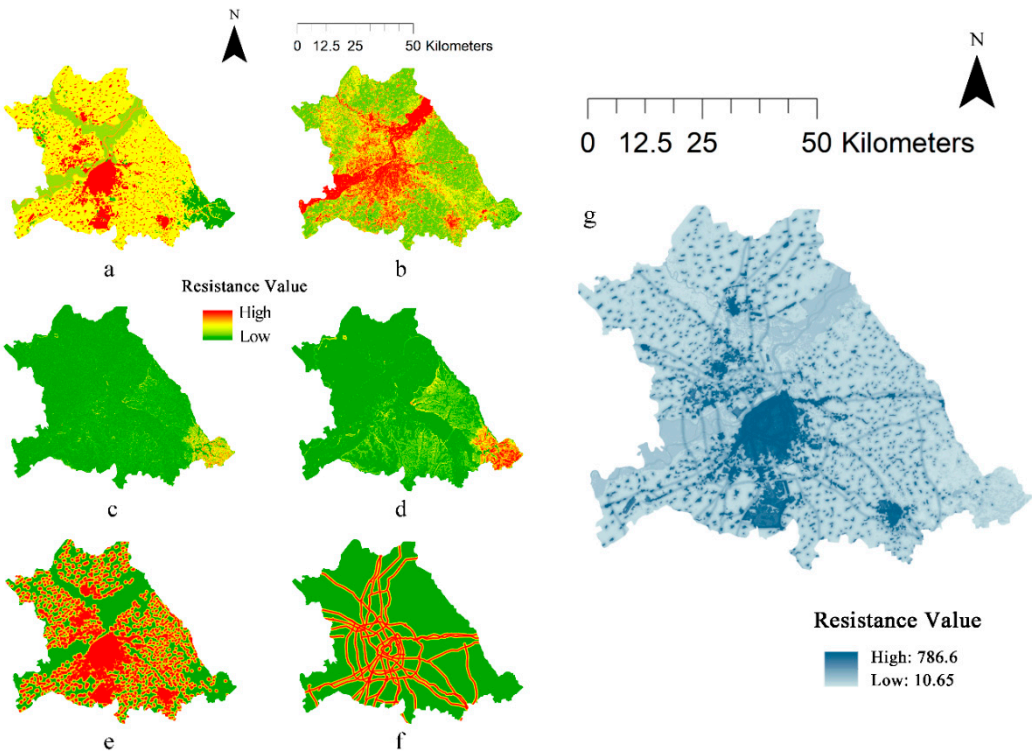 N
0 12.5 25 50 Kilometers
a
b
Resistance Value
High
Low
c
d
e
f
N
0 12.5 25 50 Kilometers
g
Resistance Value
High: 786.6
Low: 10.65